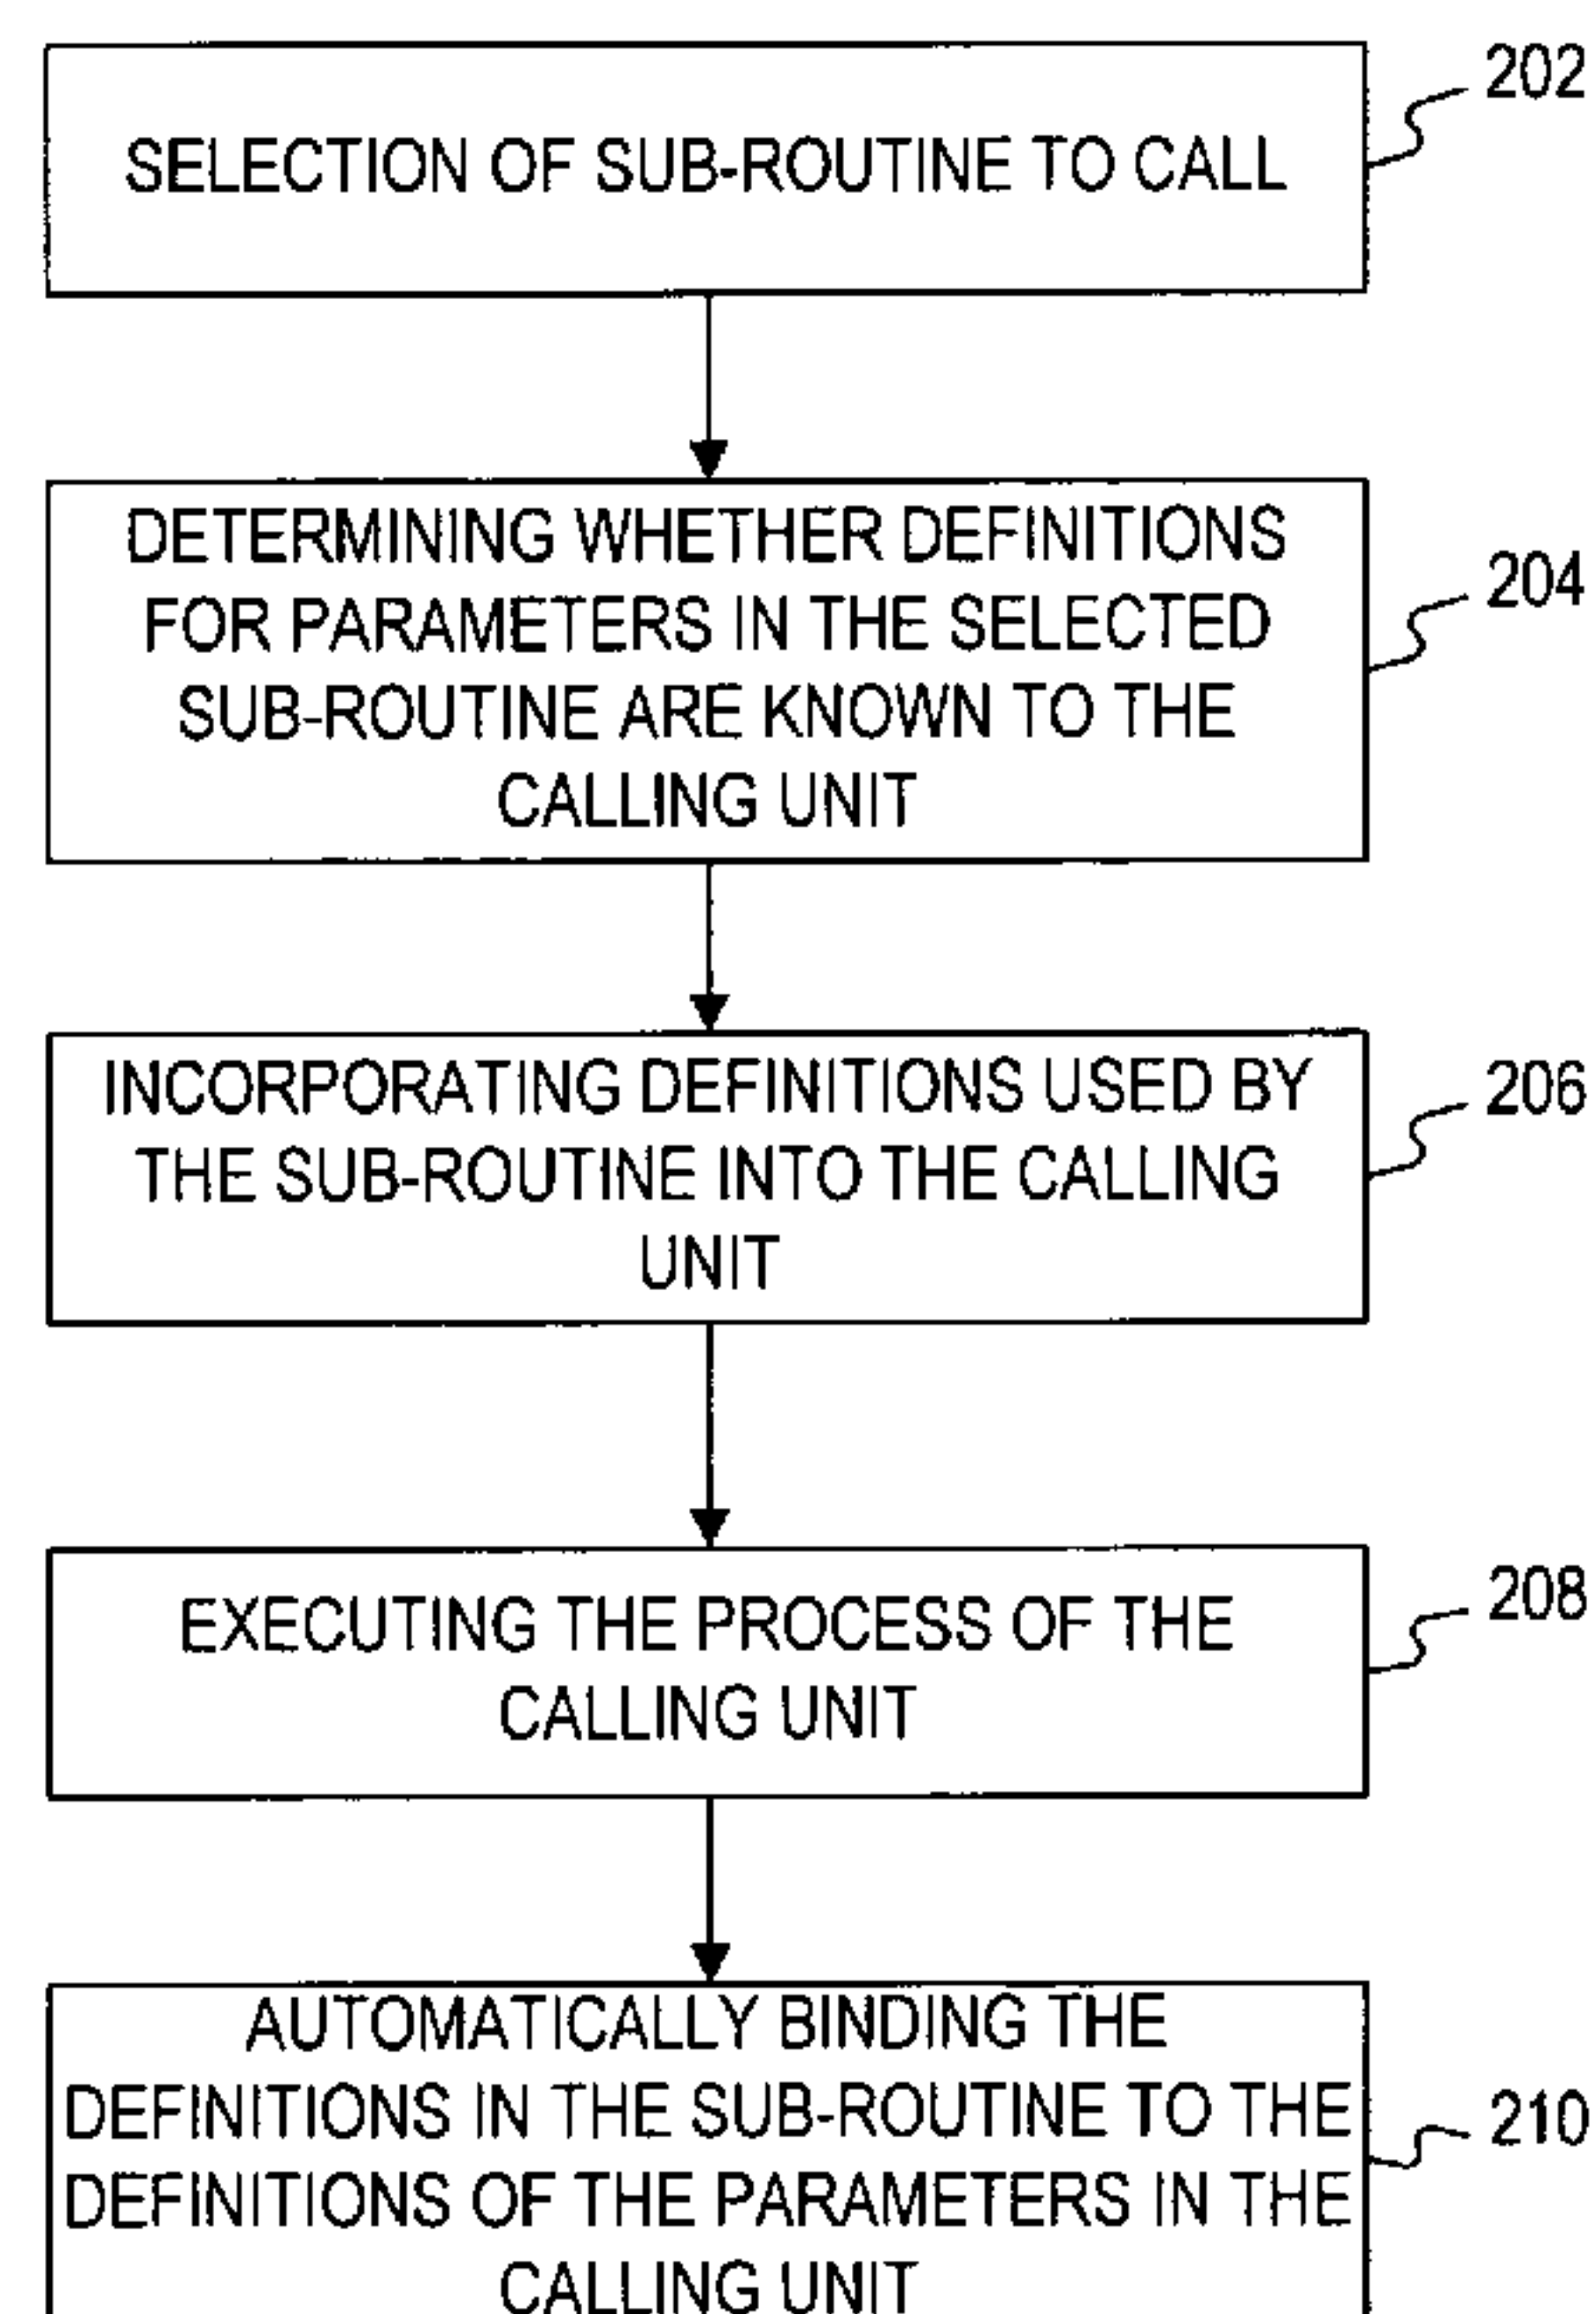 202
SELECTION OF SUB-ROUTINE TO CALL
DETERMINING WHETHER DEFINITIONS
FOR PARAMETERS IN THE SELECTED
SUB-ROUTINE ARE KNOWN TO THE
CALLING UNIT
204
INCORPORATING DEFINITIONS USED BY
THE SUB-ROUTINE INTO THE CALLING
UNIT
206
EXECUTING THE PROCESS OF THE
CALLING UNIT
208
AUTOMATICALLY BINDING THE
DEFINITIONS IN THE SUB-ROUTINE TO THE
DEFINITIONS OF THE PARAMETERS IN THE
CALLING UNIT
210